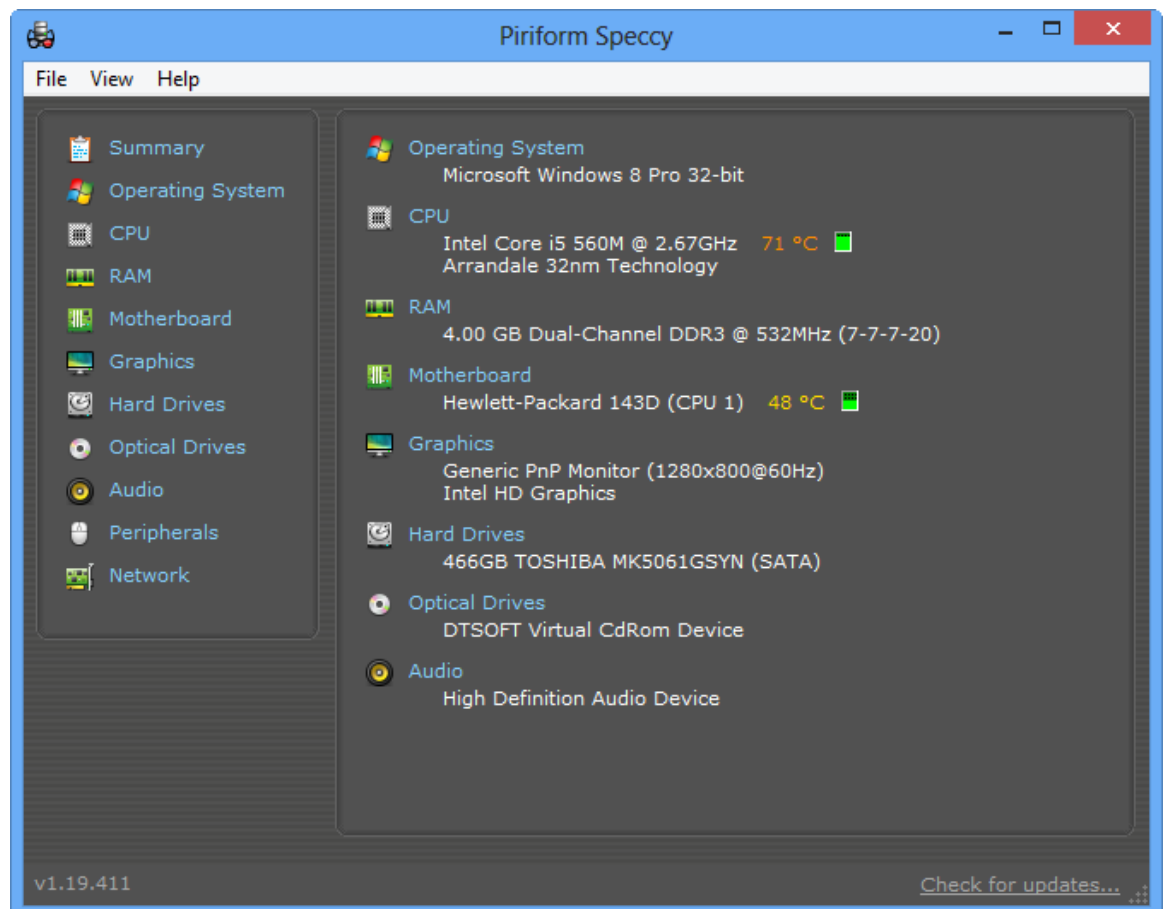 Piriform Speccy
File View Help
Summary
Operating System
CPU
RAM
Motherboard
Graphics
Hard Drives
Optical Drives
Audio
Peripherals
Network
Operating System
Microsoft Windows 8 Pro 32-bit
CPU
Intel Core i5 560M @ 2.67GHz 71 °C
Arrandale 32nm Technology
RAM
4.00 GB Dual-Channel DDR3 @ 532MHz (7-7-7-20)
Motherboard
Hewlett-Packard 143D (CPU 1) 48 °C
Graphics
Generic PnP Monitor (1280x800@60Hz)
Intel HD Graphics
Hard Drives
466GB TOSHIBA MK5061GSYN (SATA)
Optical Drives
DTSOFT Virtual CdRom Device
Audio
High Definition Audio Device
v1.19.411
Check for updates...